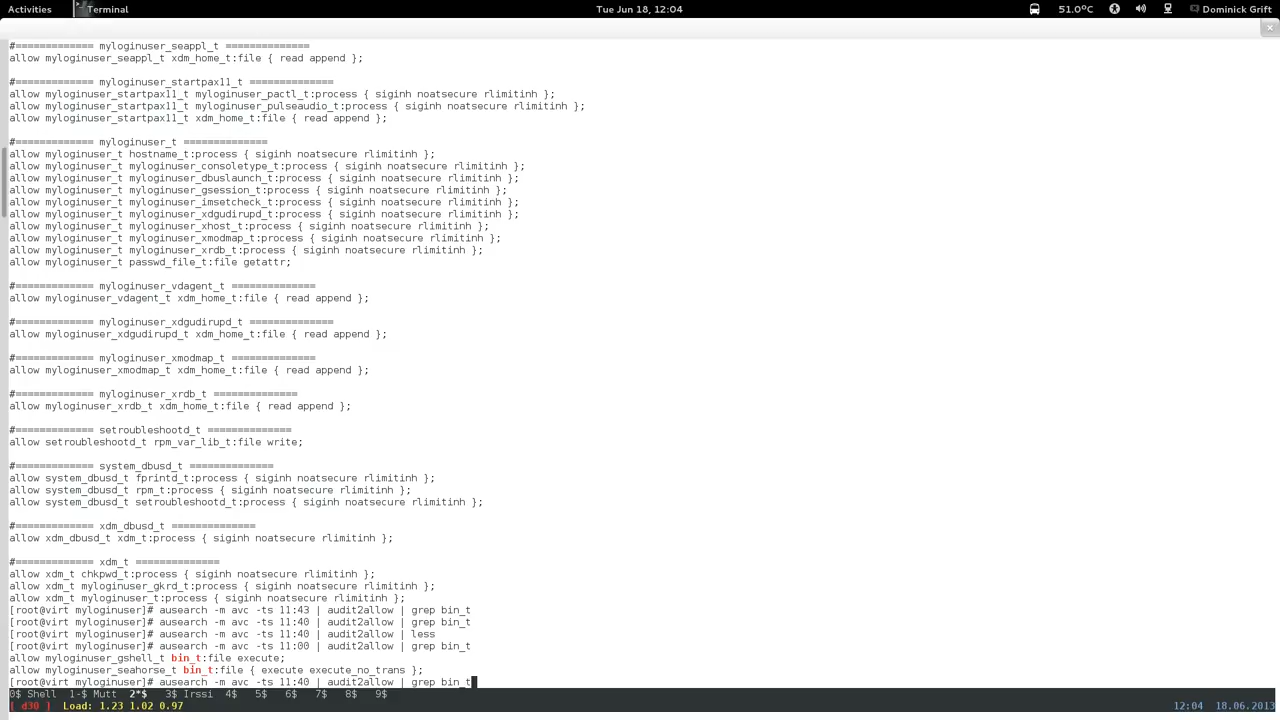 Activities Terminal Tue Jun 18, 12:04 51.0ºC Dominick Grift
#============= myloginuser_seappl_t ==============
allow myloginuser_seappl_t xdm_home_t:file { read append };
#============= myloginuser_startpax11_t ==============
allow myloginuser_startpax11_t myloginuser_pactl_t:process { siginh noatsecure rlimitinh };
allow myloginuser_startpax11_t myloginuser_pulseaudio_t:process { siginh noatsecure rlimitinh };
allow myloginuser_startpax11_t xdm_home_t:file { read append };
#============= myloginuser_t ==============
allow myloginuser_t hostname_t:process { siginh noatsecure rlimitinh };
allow myloginuser_t myloginuser_consoletype_t:process { siginh noatsecure rlimitinh };
allow myloginuser_t myloginuser_dbuslaunch_t:process { siginh noatsecure rlimitinh };
allow myloginuser_t myloginuser_gsession_t:process { siginh noatsecure rlimitinh };
allow myloginuser_t myloginuser_imsetcheck_t:process { siginh noatsecure rlimitinh };
allow myloginuser_t myloginuser_xdgudirupd_t:process { siginh noatsecure rlimitinh };
allow myloginuser_t myloginuser_xhost_t:process { siginh noatsecure rlimitinh };
allow myloginuser_t myloginuser_xmodmap_t:process { siginh noatsecure rlimitinh };
allow myloginuser_t myloginuser_xrdb_t:process { siginh noatsecure rlimitinh };
allow myloginuser_t passwd_file_t:file getattr;
#============= myloginuser_vdagent_t ==============
allow myloginuser_vdagent_t xdm_home_t:file { read append };
#============= myloginuser_xdgudirupd_t ==============
allow myloginuser_xdgudirupd_t xdm_home_t:file { read append };
#============= myloginuser_xmodmap_t ==============
allow myloginuser_xmodmap_t xdm_home_t:file { read append };
#============= myloginuser_xrdb_t ==============
allow myloginuser_xrdb_t xdm_home_t:file { read append };
#============= setroubleshootd_t ==============
allow setroubleshootd_t rpm_var_lib_t:file write;
#============= system_dbusd_t ==============
allow system_dbusd_t fprintd_t:process { siginh noatsecure rlimitinh };
allow system_dbusd_t rpm_t:process { siginh noatsecure rlimitinh };
allow system_dbusd_t setroubleshootd_t:process { siginh noatsecure rlimitinh };
#============= xdm_dbusd_t ==============
allow xdm_dbusd_t xdm_t:process { siginh noatsecure rlimitinh };
#============= xdm_t ==============
allow xdm_t chkpwd_t:process { siginh noatsecure rlimitinh };
allow xdm_t myloginuser_gkrd_t:process { siginh noatsecure rlimitinh };
allow xdm_t myloginuser_t:process { siginh noatsecure rlimitinh };
[root@virt myloginuser]# ausearch -m avc -ts 11:43 | audit2allow | grep bin_t
[root@virt myloginuser]# ausearch -m avc -ts 11:40 | audit2allow | grep bin_t
[root@virt myloginuser]# ausearch -m avc -ts 11:40 | audit2allow | less
[root@virt myloginuser]# ausearch -m avc -ts 11:00 | audit2allow | grep bin_t
allow myloginuser_gshell_t bin_t:file execute;
allow myloginuser_seahorse_t bin_t:file { execute execute_no_trans };
[root@virt myloginuser]# ausearch -m avc -ts 11:40 | audit2allow | grep bin_t
0$ Shell 1-$ Mutt 2*$ 3$ Irssi 4$ 5$ 6$ 7$ 8$ 9$
[ d30 ] Load: 1.23 1.02 0.97 12:04 18.06.2013